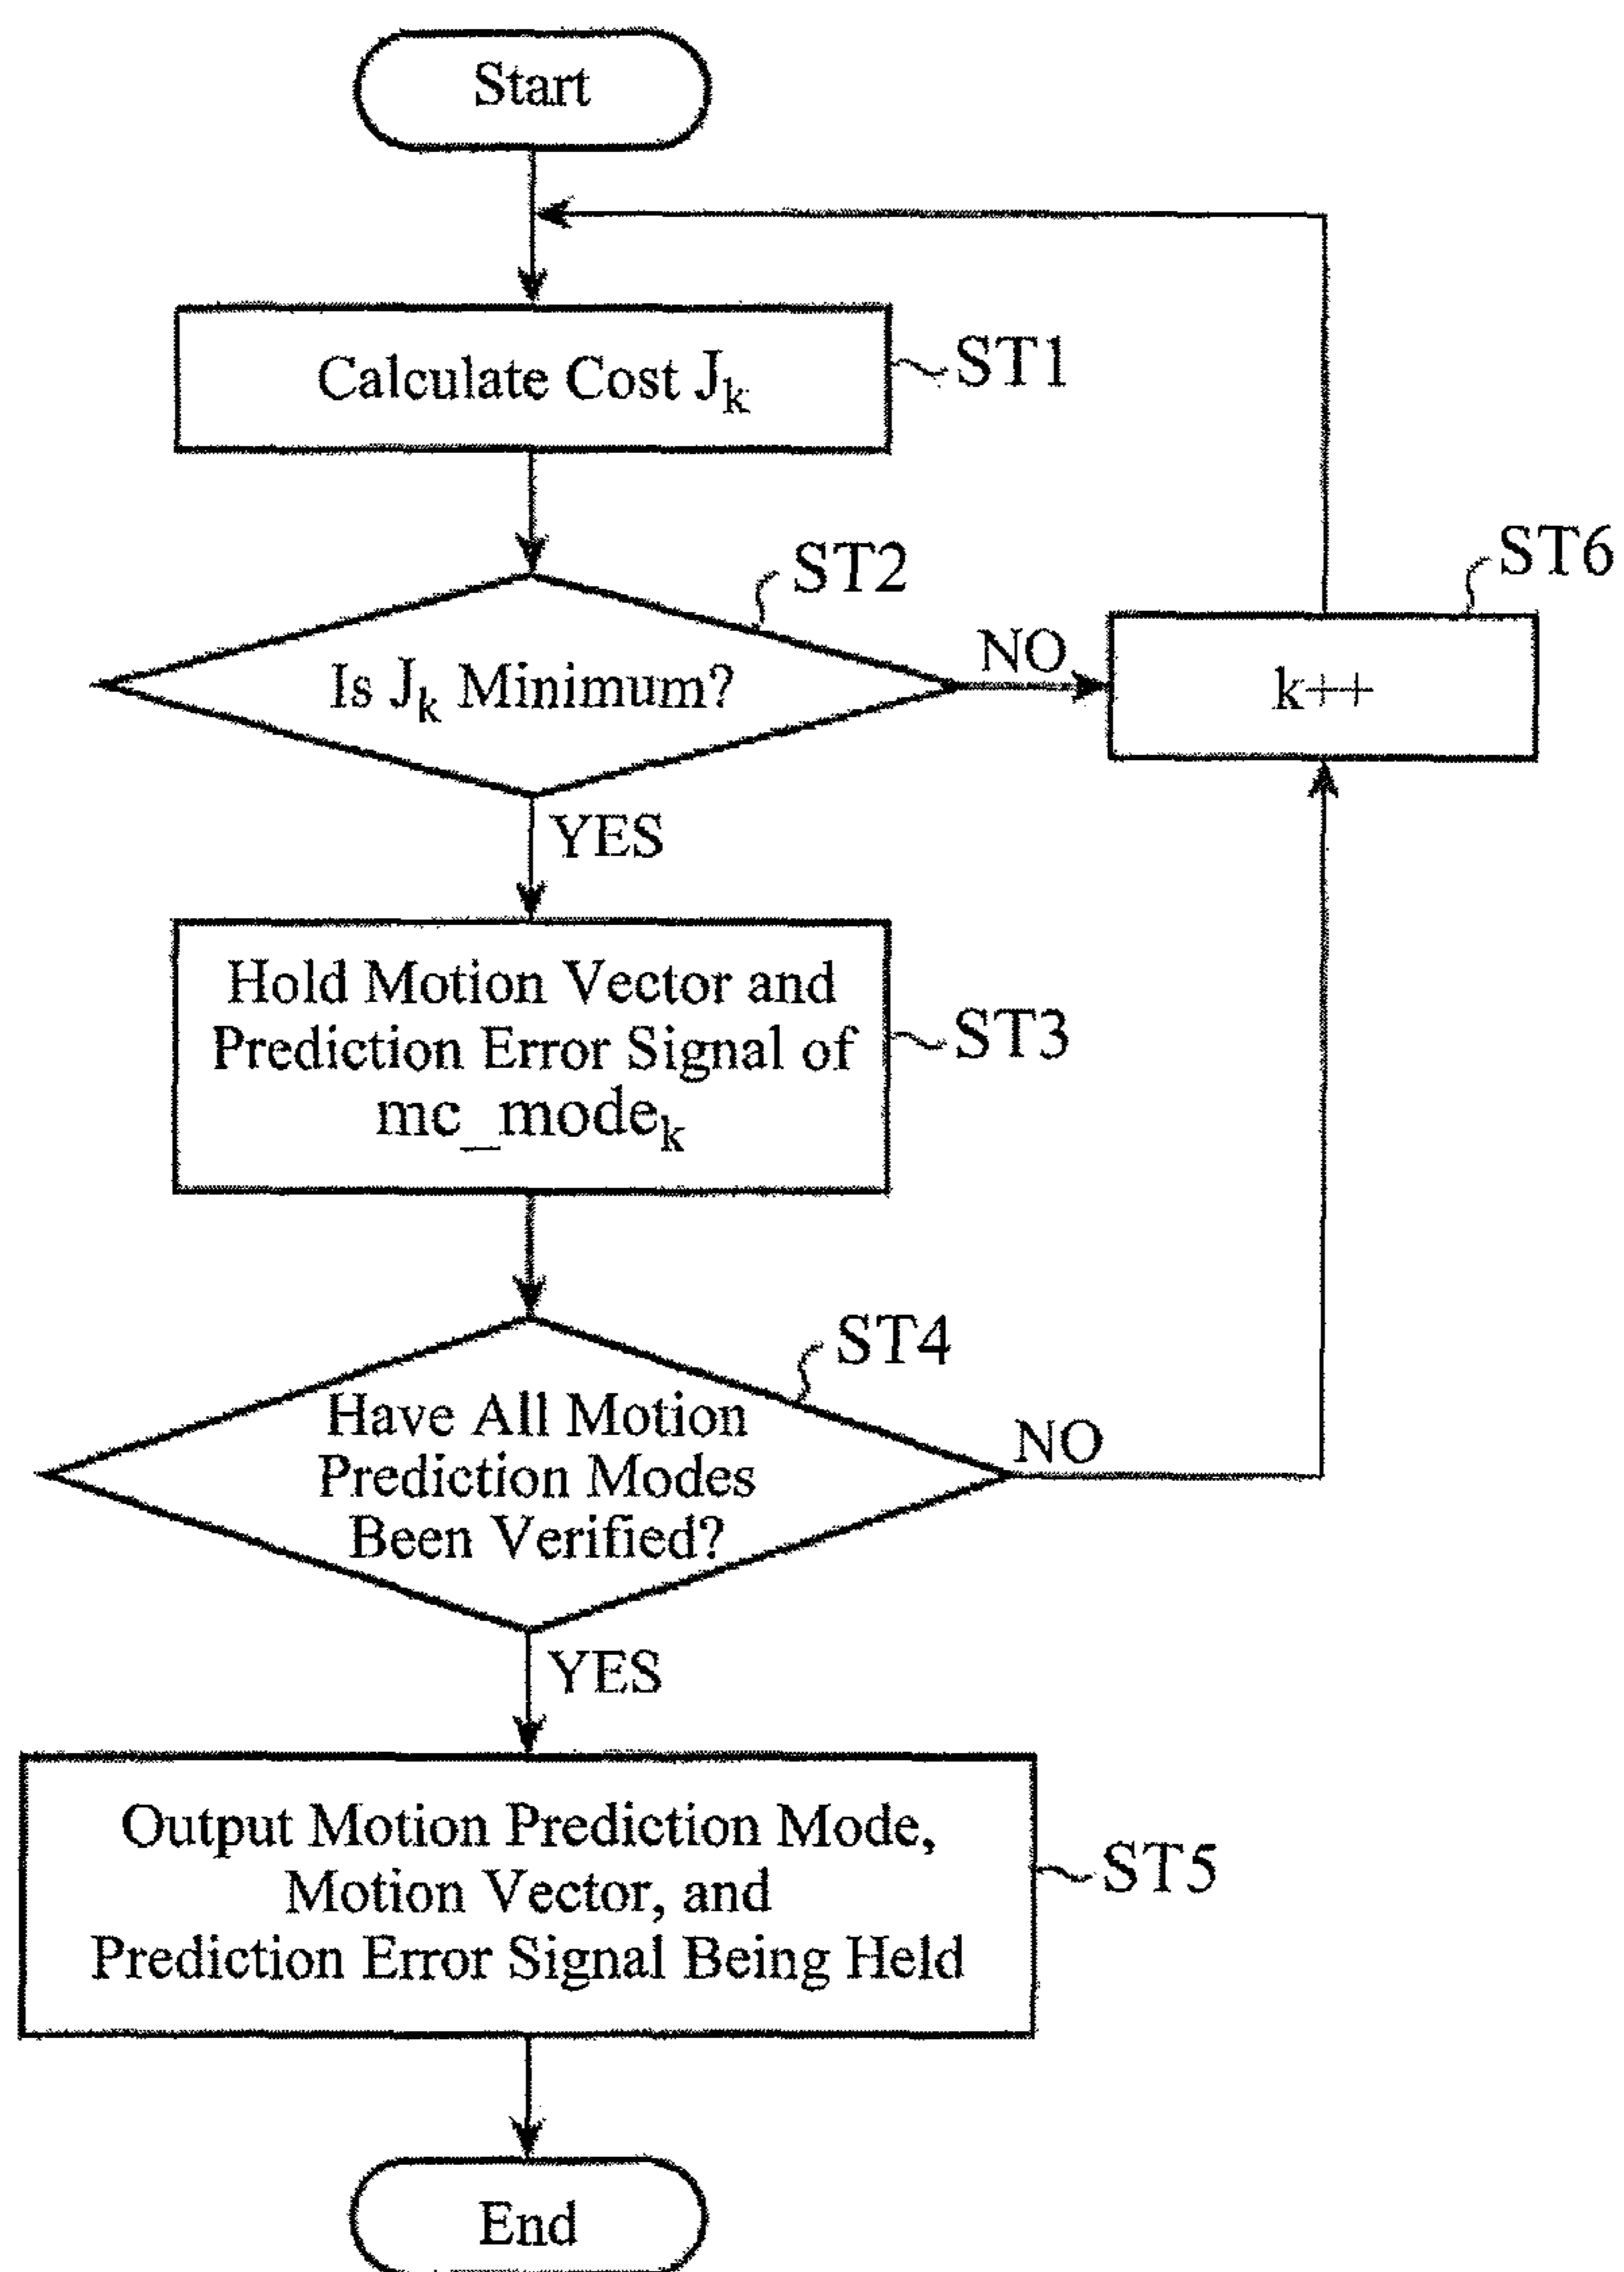 Start
Calculate Cost Jk
ST1
ST2
Is Jk Minimum?
NO
ST6
k++
YES
Hold Motion Vector and
Prediction Error Signal of
mc_modek
ST3
ST4
Have All Motion
Prediction Modes
Been Verified?
NO
YES
Output Motion Prediction Mode,
Motion Vector, and
Prediction Error Signal Being Held
ST5
End